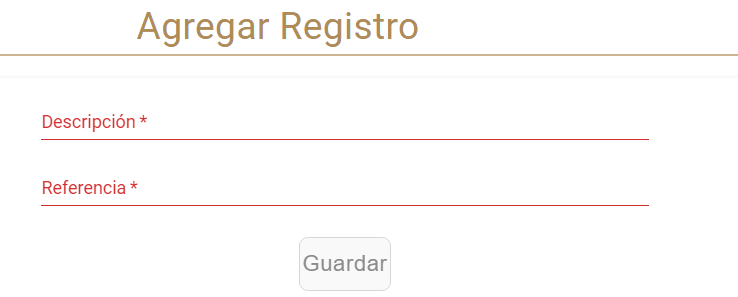 Agregar Registro
Descripción *
Referencia *
Guardar